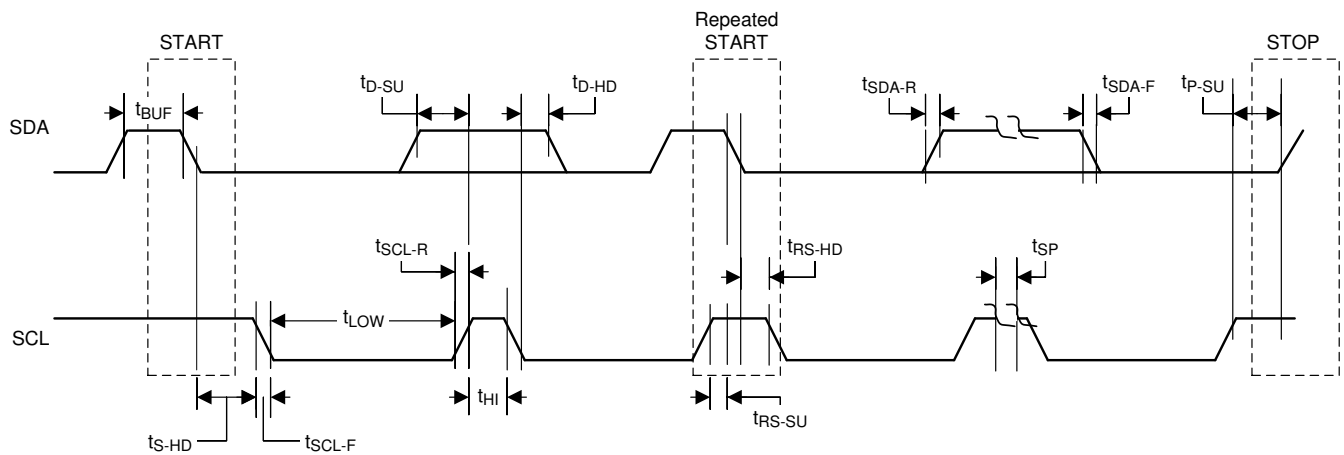 START
Repeated
START
STOP
tBUF
tD-SU
tD-HD
tSDA-R
tSDA-F
tP-SU
SDA
tSCL-R
tRS-HD
tSP
tLOW
SCL
tHI
tRS-SU
tS-HD
tSCL-F